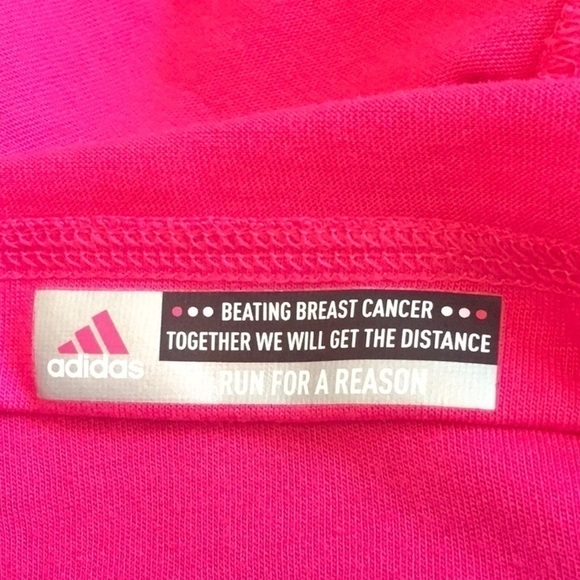 adidas
BEATING BREAST CANCER
TOGETHER WE WILL GET THE DISTANCE
RUN FOR A REASON